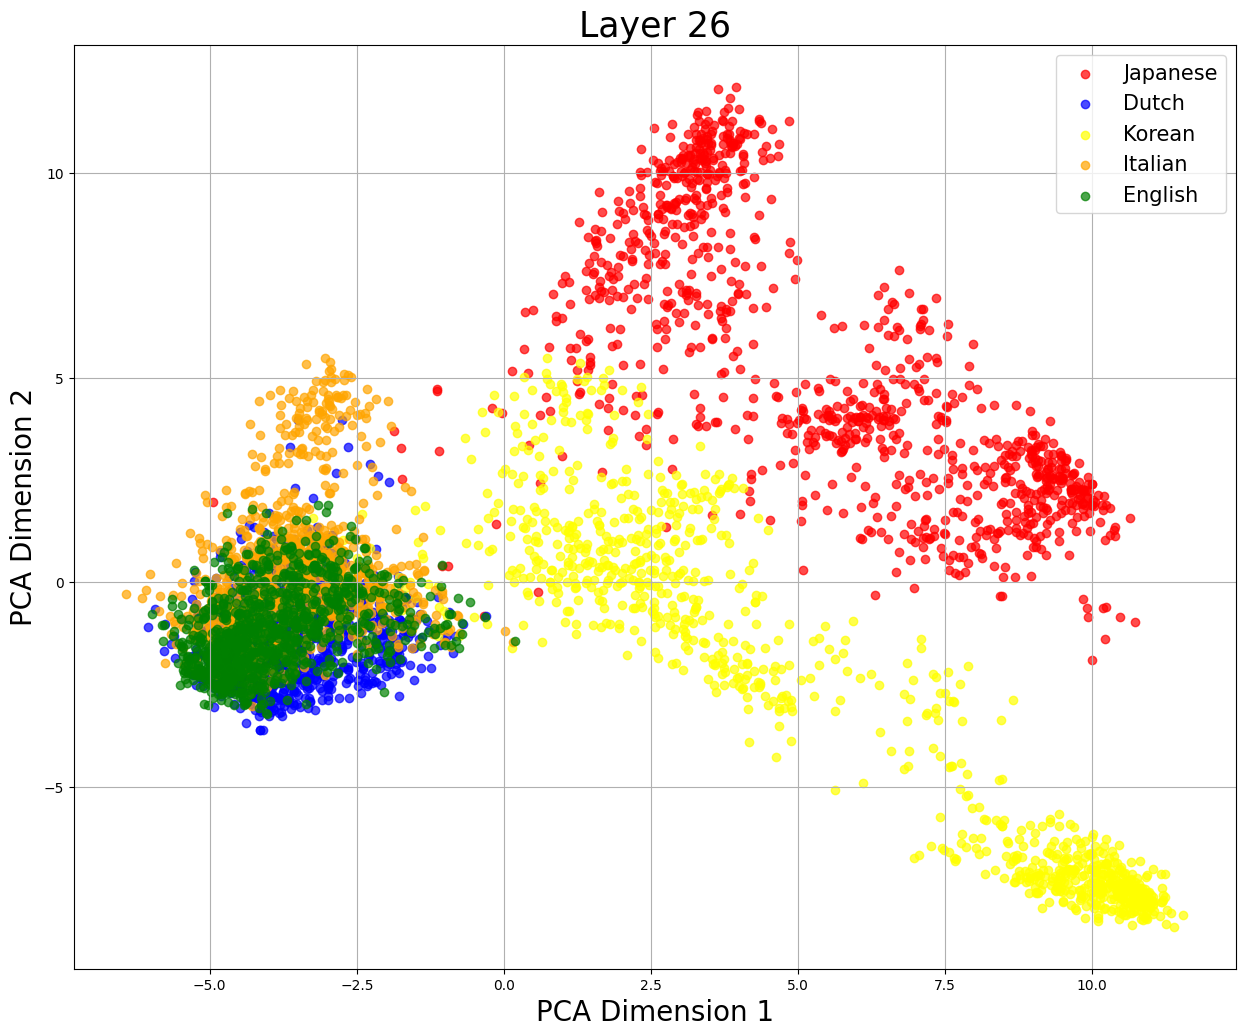 Layer 26
Japanese
Dutch
Korean
Italian
English
10
5
0
−5
PCA Dimension 2
−5.0
−2.5
0.0
2.5
5.0
7.5
10.0
PCA Dimension 1